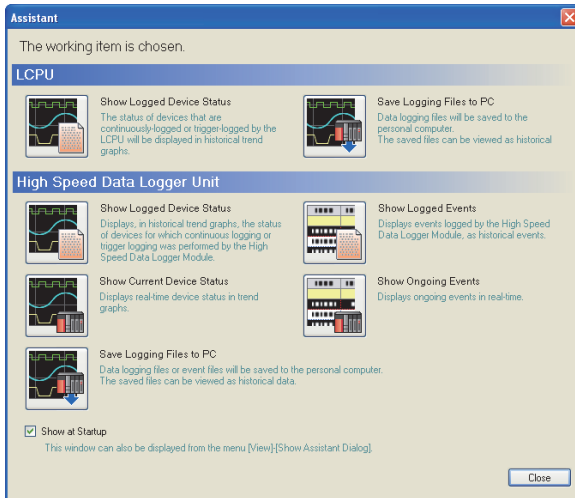 Assistant
The working item is chosen.
LCPU
Show Logged Device Status
The status of devices that are
continuously-logged or trigger-logged by the
LCPU will be displayed in historical trend
graphs.
Save Logging Files to PC
Data logging files will be saved to the
personal computer.
The saved files can be viewed as historical
High Speed Data Logger Unit
Show Logged Device Status
Displays, in historical trend graphs, the status
of devices for which continuous logging or
trigger logging was performed by the High
Speed Data Logger Module.
Show Logged Events
Displays events logged by the High Speed
Data Logger Module, as historical events.
Show Current Device Status
Displays real-time device status in trend
graphs.
Show Ongoing Events
Displays ongoing events in real-time.
Save Logging Files to PC
Data logging files or event files will be saved to the personal computer.
The saved files can be viewed as historical data.
Show at Startup
This window can also be displayed from the menu [View]-[Show Assistant Dialog].
Close